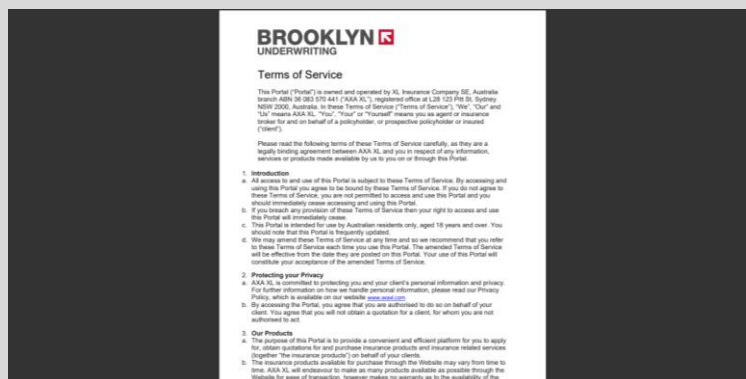 BROOKLYN
UNDERWRITING
Terms of Service
This Portal ("Portal") is owned and operated by XL Insurance Company SE, Australia
branch ABN 36 083 570 441 ("AXA XL"), registered office at L28 123 Pitt St, Sydney
NSW 2000, Australia. In these Terms of Service ("Terms of Service"), "We", "Our" and
"Us" means AXA XL. "You", "Your" or "Yourself" means you as agent or insurance
broker for and on behalf of a policyholder, or prospective policyholder or insured
("client").
Please read the following terms of these Terms of Service carefully, as they are a
legally binding agreement between AXA XL and you in respect of any information,
services or products made available by us to you on or through this Portal.
1. Introduction
a. All access to and use of this Portal is subject to these Terms of Service. By accessing and
using this Portal you agree to be bound by these Terms of Service. If you do not agree to
these Terms of Service, you are not permitted to access and use this Portal and you
should immediately cease accessing and using this Portal.
b. If you breach any provision of these Terms of Service then your right to access and use
this Portal will immediately cease.
c. This Portal is intended for use by Australian residents only, aged 18 years and over. You
should note that this Portal is frequently updated.
d. We may amend these Terms of Service at any time and so we recommend that you refer
to these Terms of Service each time you use this Portal. The amended Terms of Service
will be effective from the date they are posted on this Portal. Your use of this Portal will
constitute your acceptance of the amended Terms of Service.
2. Protecting your Privacy
a. AXA XL is committed to protecting you and your client's personal information and privacy.
For further information on how we handle personal information, please read our Privacy
Policy, which is available on our website www.axaxl.com
b. By accessing the Portal, you agree that you are authorised to do so on behalf of your
client. You agree that you will not obtain a quotation for a client, for whom you are not
authorised to act.
3. Our Products
a. The purpose of this Portal is to provide a convenient and efficient platform for you to apply
for, obtain quotations for and purchase insurance products and insurance related services
(together "the insurance products") on behalf of your clients.
b. The insurance products available for purchase through the Website may vary from time to
time. AXA XL will endeavour to make as many products available as possible through the
Website for ease of transaction, however makes no warranty as to the availability of the